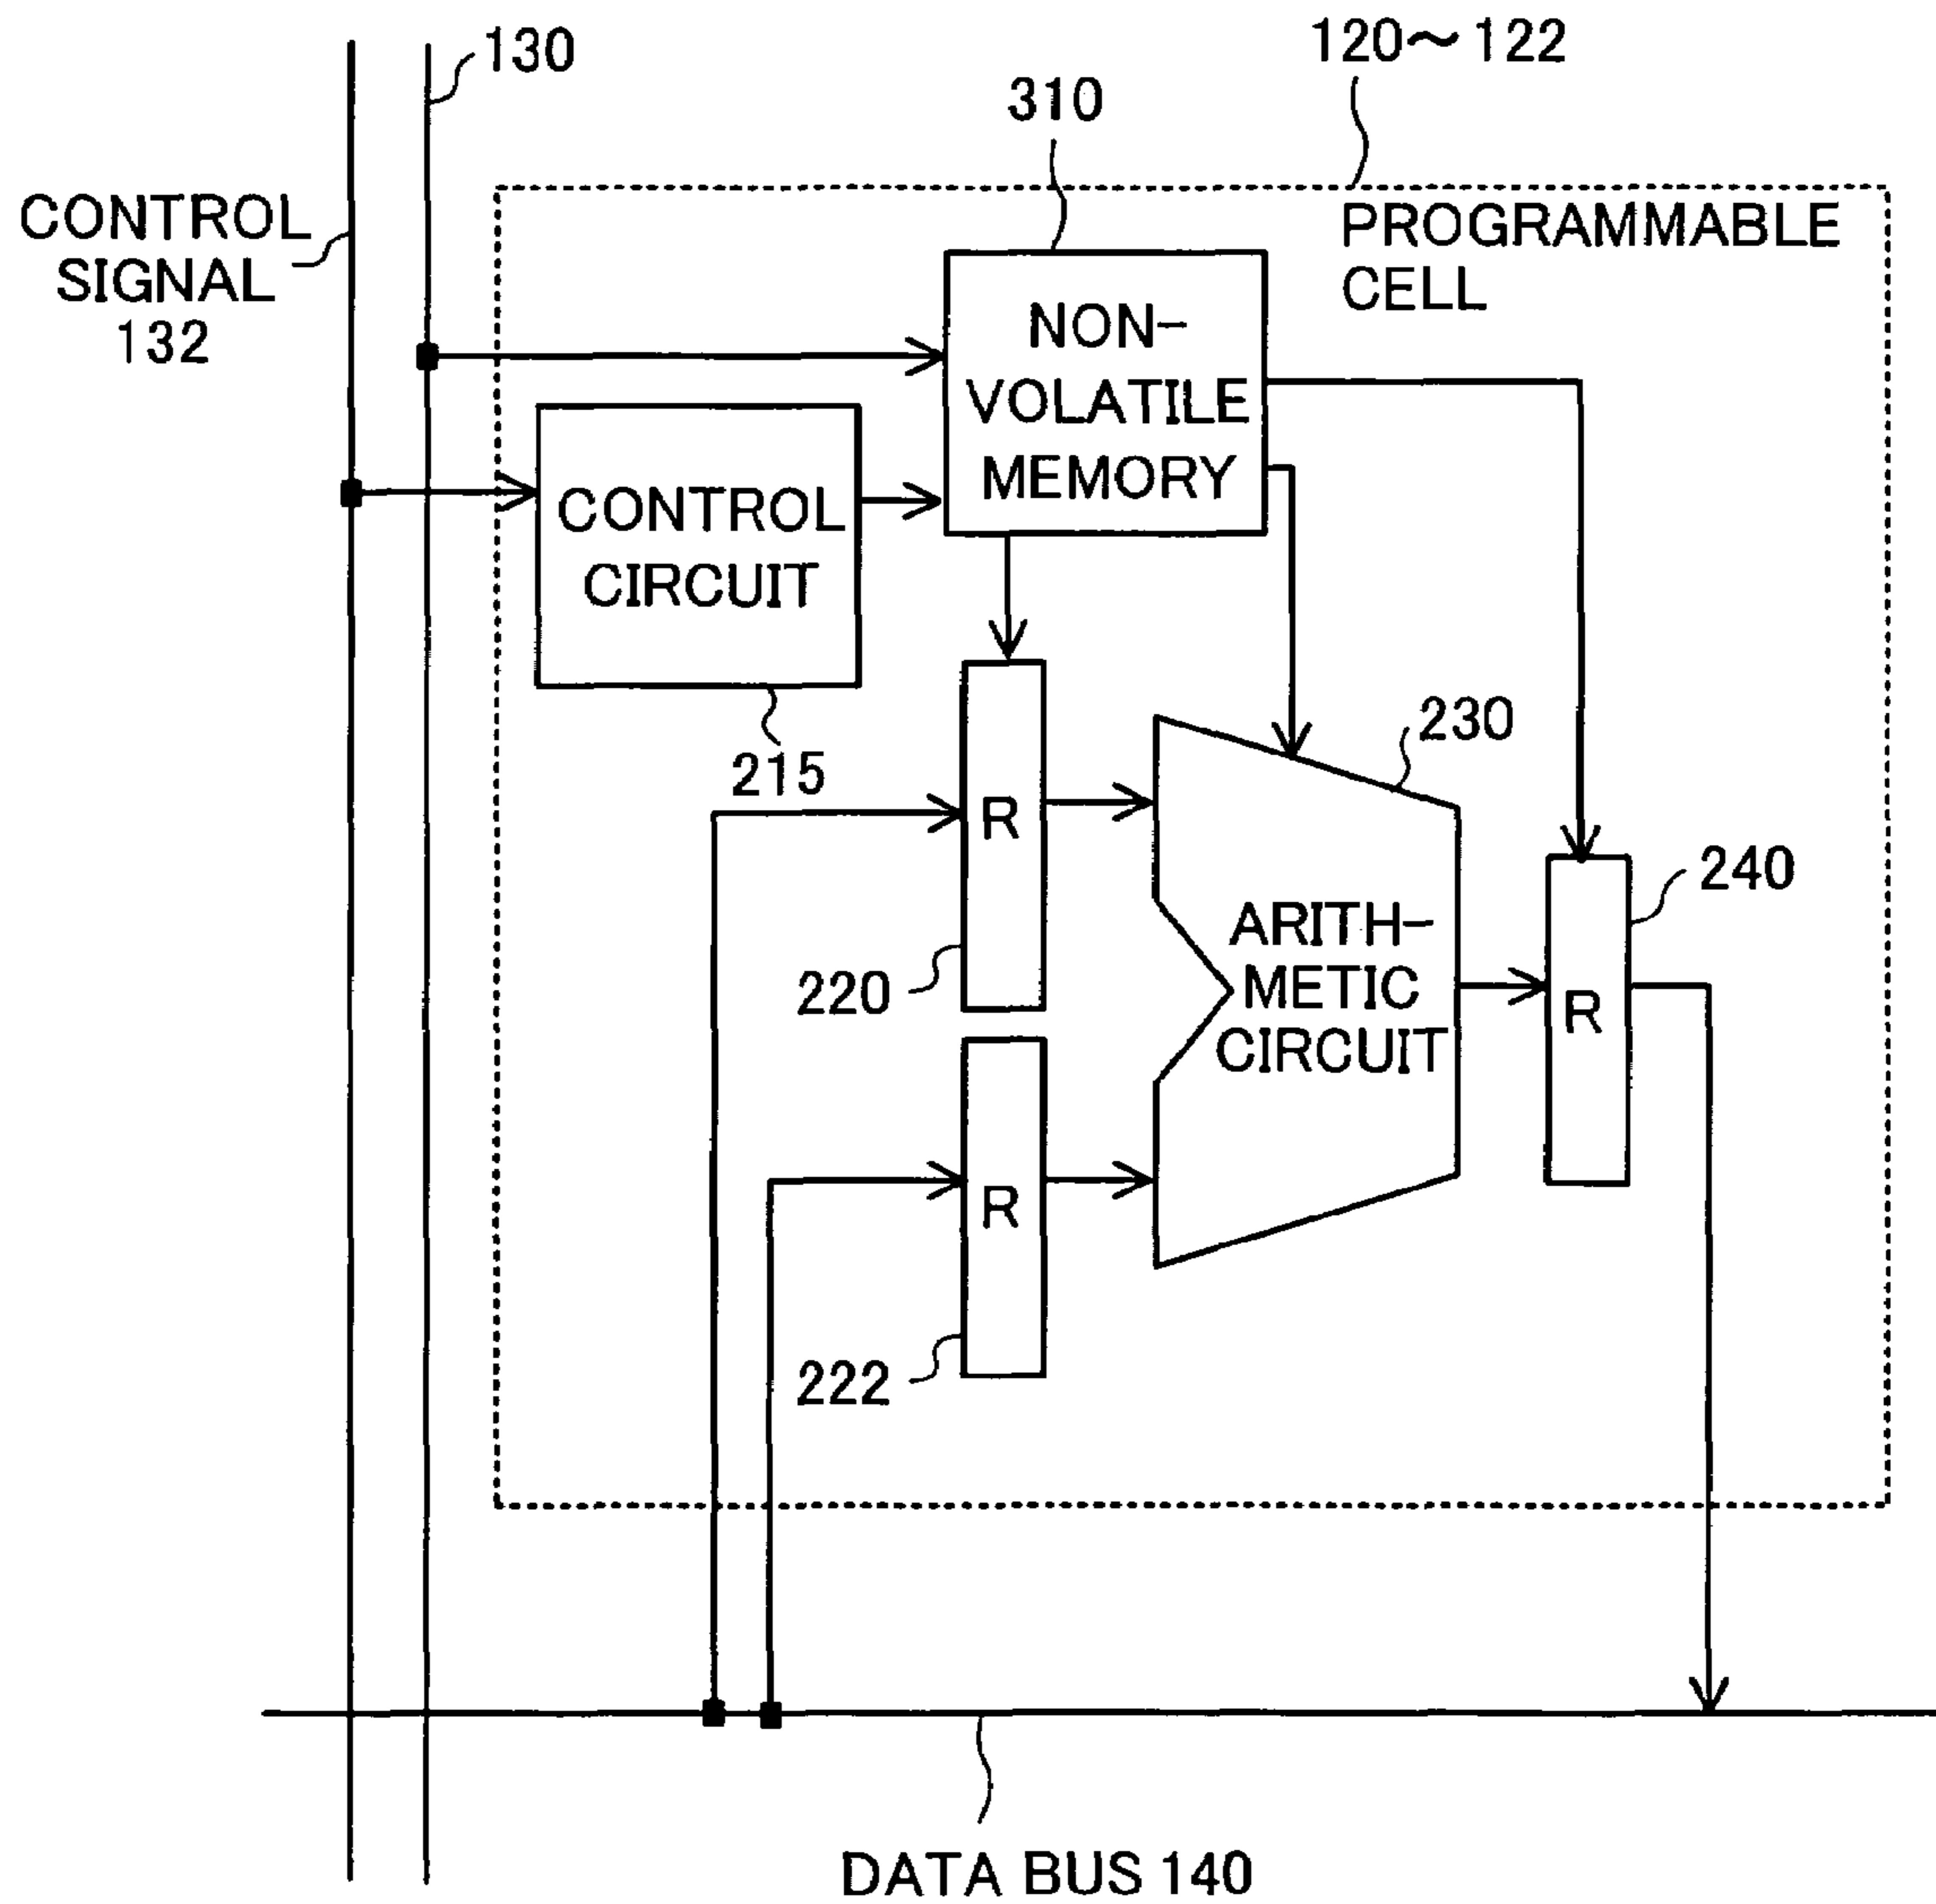 130
120～122
310
CONTROL
SIGNAL
132
PROGRAMMABLE
CELL
NON-
VOLATILE
MEMORY
CONTROL
CIRCUIT
215
230
R
240
220
ARITH-
METIC
CIRCUIT
R
R
222
DATA BUS 140